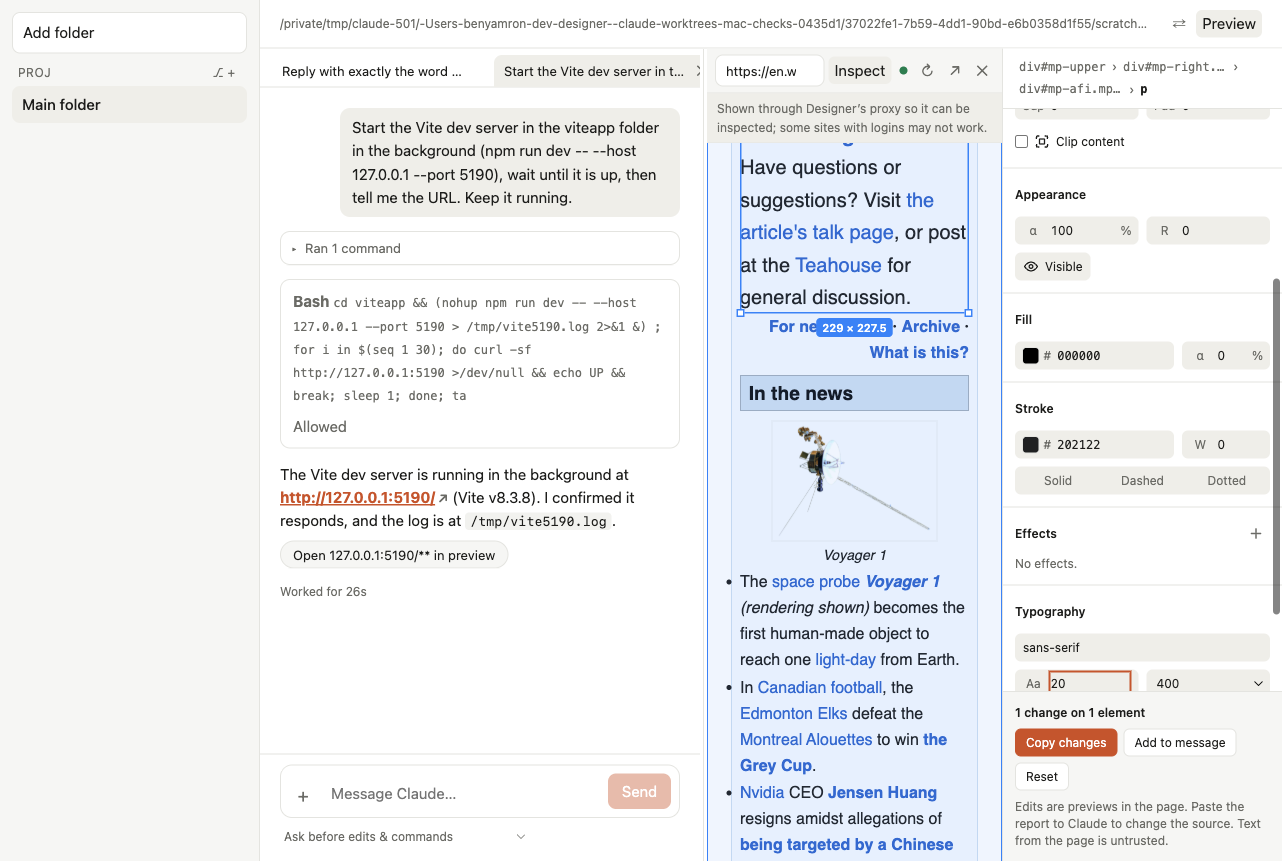 Add folder
PROJ
+
Main folder
/private/tmp/claude-501/-Users-benyamron-dev-designer--claude-worktrees-mac-checks-0435d1/37022fe1-7b59-4dd1-90bd-e6b0358d1f55/scratch...
Preview
Reply with exactly the word ...
Start the Vite dev server in t...
Start the Vite dev server in the viteapp folder
in the background (npm run dev -- --host
127.0.0.1 --port 5190), wait until it is up, then
tell me the URL. Keep it running.
Ran 1 command
Bash cd viteapp && (nohup npm run dev -- --host
127.0.0.1 --port 5190 > /tmp/vite5190.log 2>&1 &) ;
for i in $(seq 1 30); do curl -sf
http://127.0.0.1:5190 >/dev/null && echo UP &&
break; sleep 1; done; ta
Allowed
The Vite dev server is running in the background at
http://127.0.0.1:5190/ ↗ (Vite v8.3.8). I confirmed it
responds, and the log is at /tmp/vite5190.log.
Open 127.0.0.1:5190/** in preview
Worked for 26s
+ Message Claude...
Send
Ask before edits & commands
https://en.w
Inspect
Shown through Designer's proxy so it can be
inspected; some sites with logins may not work.
Have questions or
suggestions? Visit the
article's talk page, or post
at the Teahouse for
general discussion.
For ne
229 × 227.5
· Archive ·
What is this?
In the news
Voyager 1
• The space probe Voyager 1
(rendering shown) becomes the
first human-made object to
reach one light-day from Earth.
• In Canadian football, the
Edmonton Elks defeat the
Montreal Alouettes to win the
Grey Cup.
• Nvidia CEO Jensen Huang
resigns amidst allegations of
being targeted by a Chinese
div#mp-upper › div#mp-right.... ›
div#mp-afi.mp... › p
Clip content
Appearance
α 100 %
R 0
Visible
Fill
# 000000
α 0 %
Stroke
# 202122
W 0
Solid
Dashed
Dotted
Effects
+
No effects.
Typography
sans-serif
Aa 20
400
1 change on 1 element
Copy changes
Add to message
Reset
Edits are previews in the page. Paste the
report to Claude to change the source. Text
from the page is untrusted.